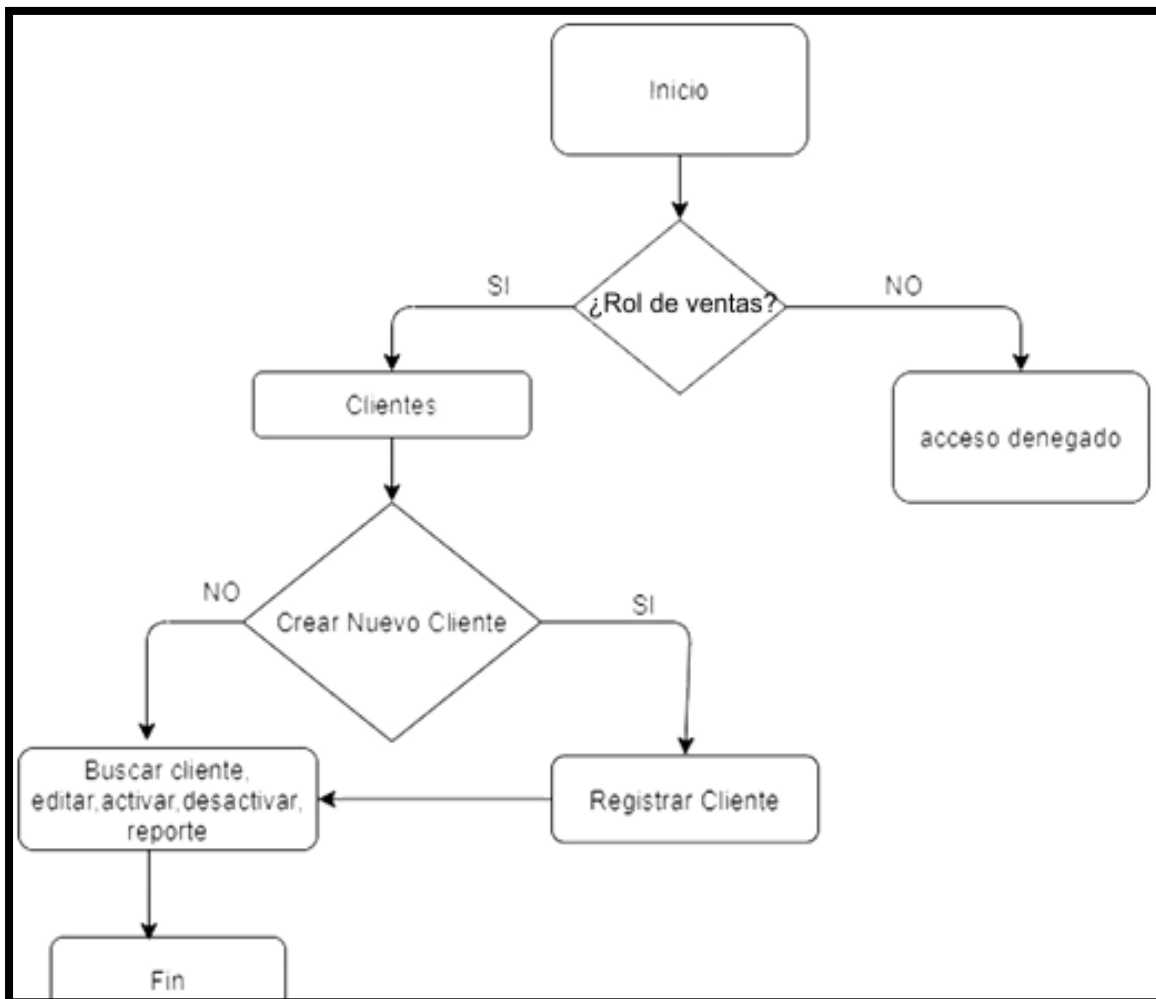 Inicio
SI
¿Rol de ventas?
NO
Clientes
acceso denegado
NO
Crear Nuevo Cliente
SI
Buscar cliente,
editar,activar,desactivar,
reporte
Registrar Cliente
Fin